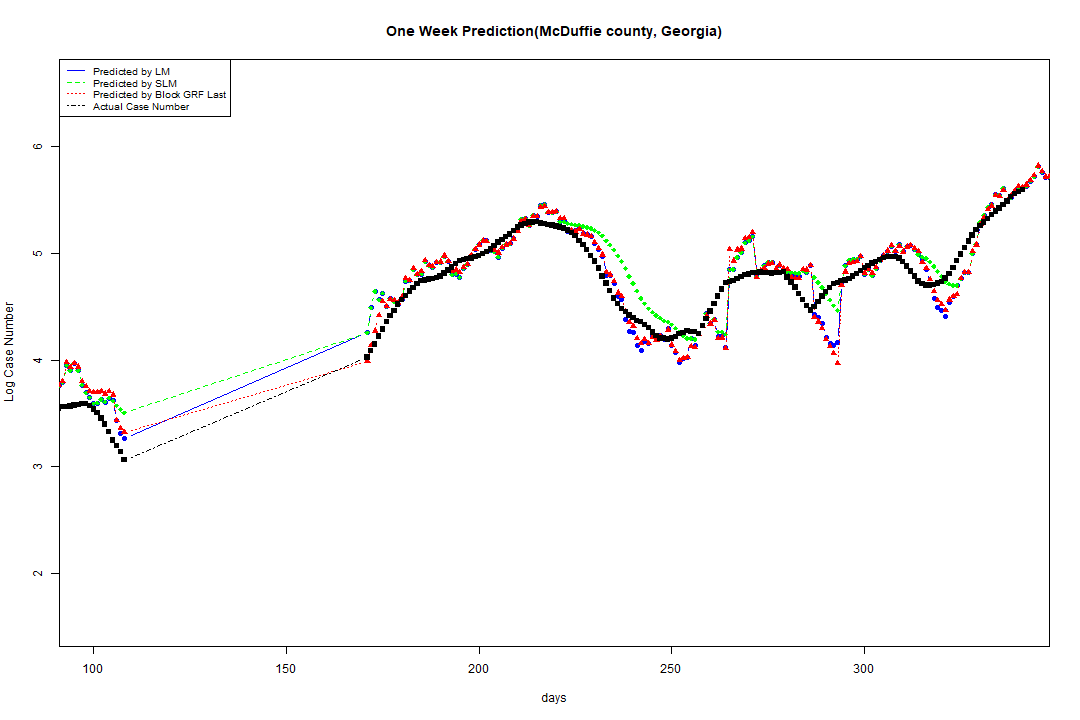 One Week Prediction(McDuffie county, Georgia)
Predicted by LM
Predicted by SLM
Predicted by Block GRF Last
Actual Case Number
6
5
4
3
2
Log Case Number
100
150
200
250
300
days